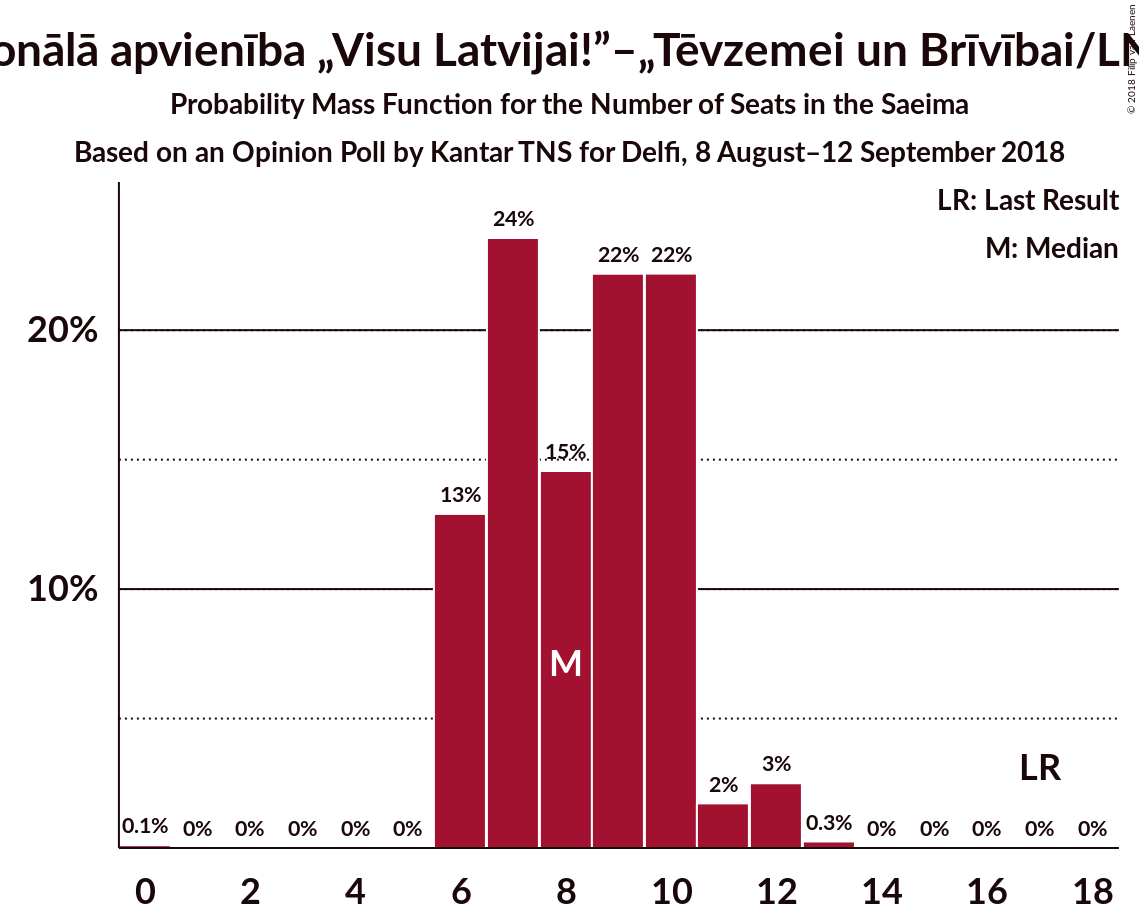 onālā apvienība „Visu Latvijai!”–„Tēvzemei un Brīvībai/LN
Probability Mass Function for the Number of Seats in the Saeima
Based on an Opinion Poll by Kantar TNS for Delfi, 8 August–12 September 2018
© 2018 Filip van Laenen
LR: Last Result
M: Median
24%
22% 22%
20%
15%
13%
10%
M
LR
3%
2%
0.1% 0% 0% 0% 0% 0% 0.3% 0% 0% 0% 0% 0%
0 2 4 6 8 10 12 14 16 18